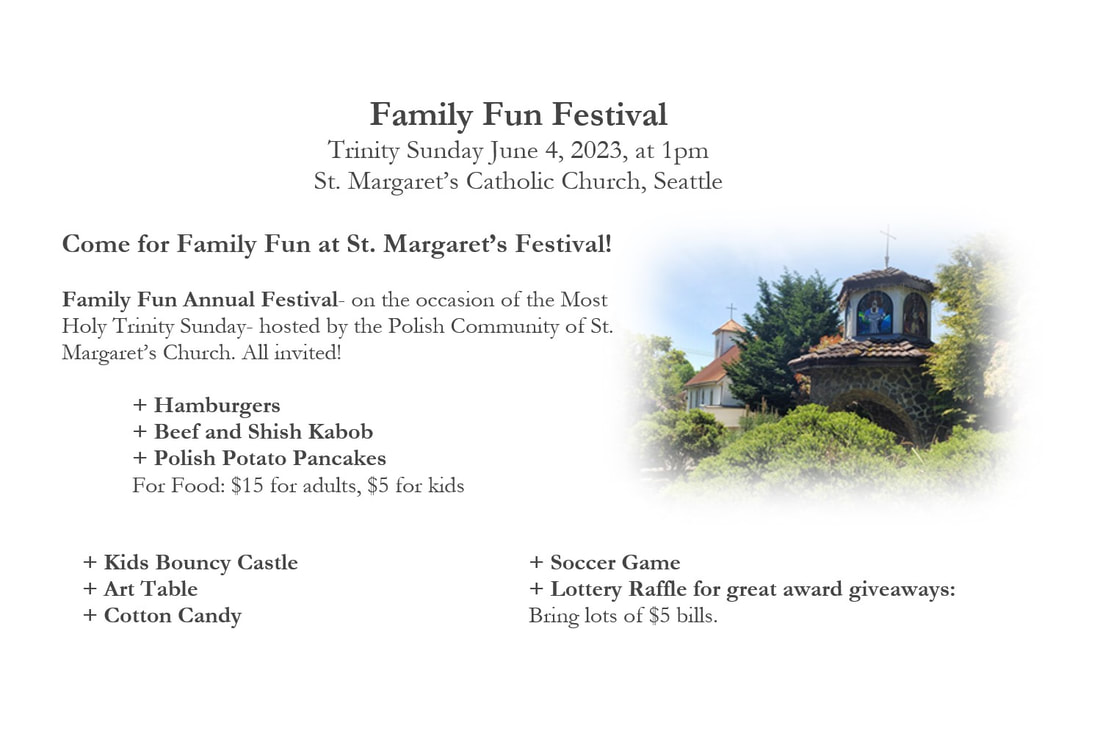 Family Fun Festival
Trinity Sunday June 4, 2023, at 1pm
St. Margaret’s Catholic Church, Seattle
Come for Family Fun at St. Margaret’s Festival!
Family Fun Annual Festival- on the occasion of the Most
Holy Trinity Sunday- hosted by the Polish Community of St.
Margaret’s Church. All invited!
+ Hamburgers
+ Beef and Shish Kabob
+ Polish Potato Pancakes
For Food: $15 for adults, $5 for kids
+ Kids Bouncy Castle
+ Art Table
+ Cotton Candy
+ Soccer Game
+ Lottery Raffle for great award giveaways:
Bring lots of $5 bills.